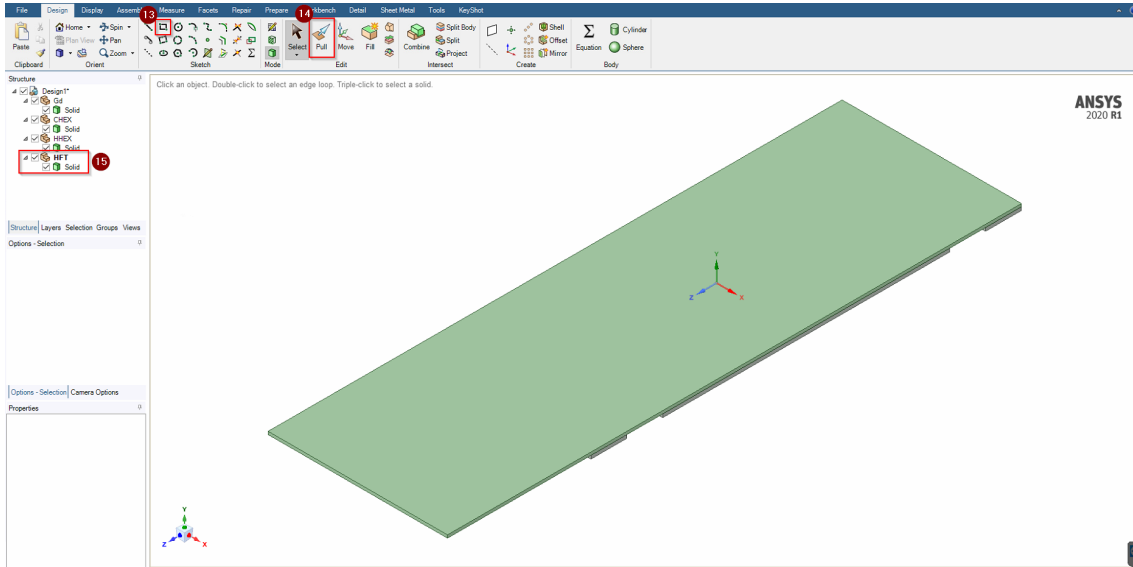 File Design Display Assemb Measure Facets Repair Prepare rkbench Detail Sheet Metal Tools KeyShot
13
14
Home Spin
Plan View Pan
Zoom
Paste
Select Pull Move Fill
Combine
Split Body
Split
Project
Shell
Offset
Mirror
Equation
Cylinder
Sphere
Clipboard Orient Sketch Mode Edit Intersect Create Body
Structure
Click an object. Double-click to select an edge loop. Triple-click to select a solid.
ANSYS
2020 R1
Design1*
Gd
Solid
CHEX
Solid
HHEX
Solid
HFT
15
Solid
Structure Layers Selection Groups Views
Options - Selection
Y
Z
X
Options - Selection Camera Options
Properties
Y
Z
X